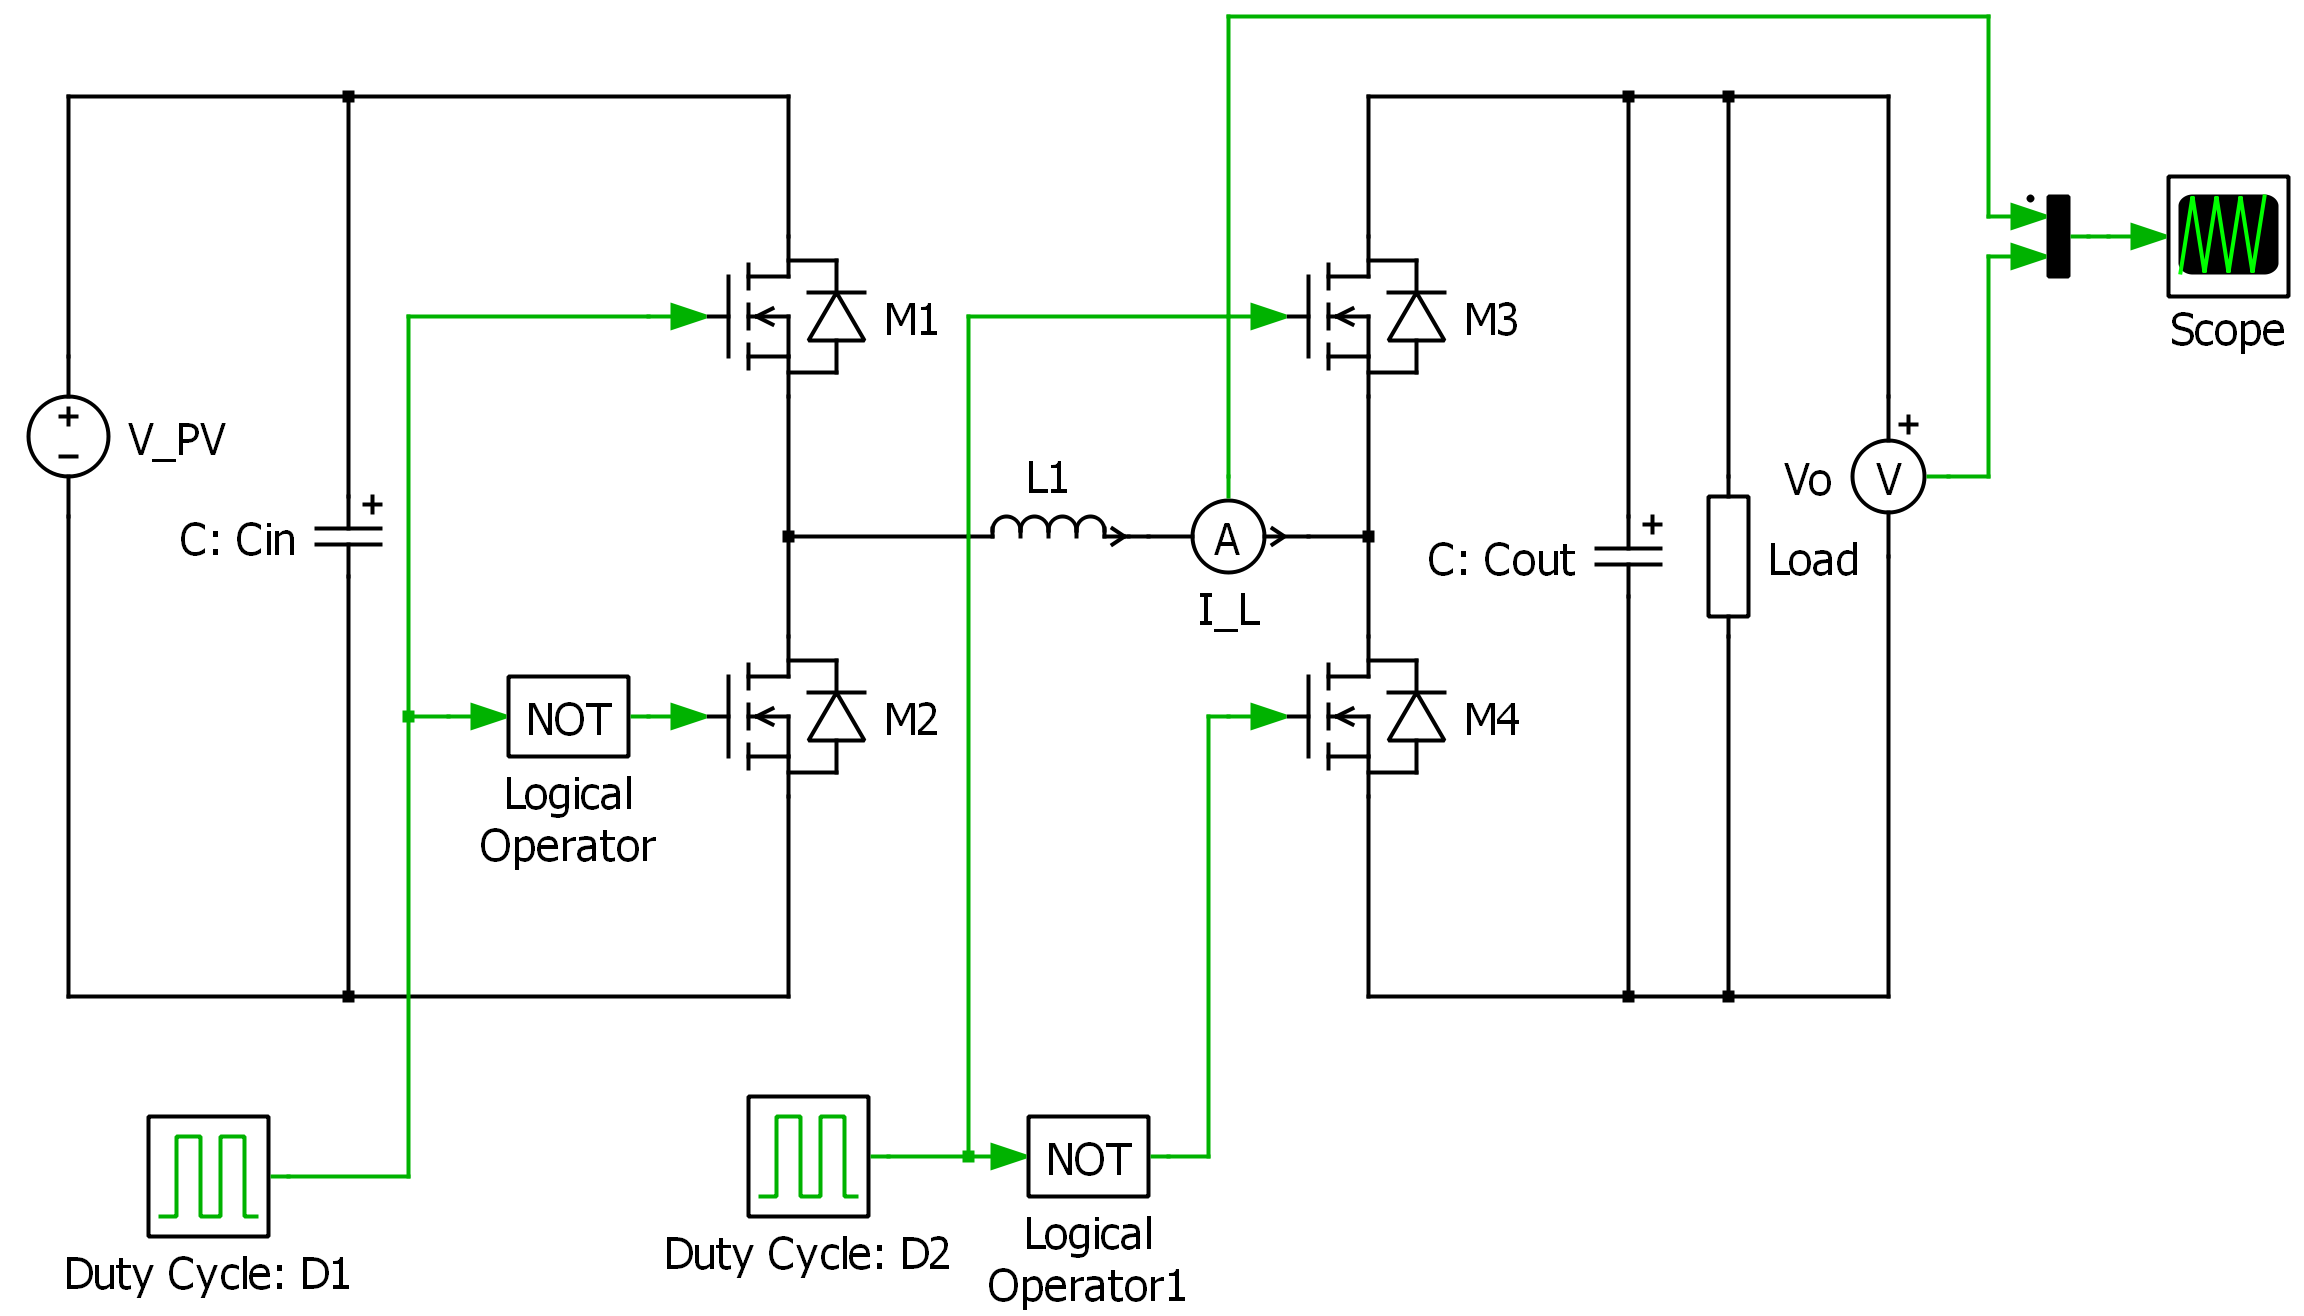 M1
M3
Scope
V_PV
L1
Vo
V
C: Cin
A
C: Cout
Load
I_L
NOT
M2
M4
Logical
Operator
NOT
Duty Cycle: D1
Duty Cycle: D2
Logical
Operator1